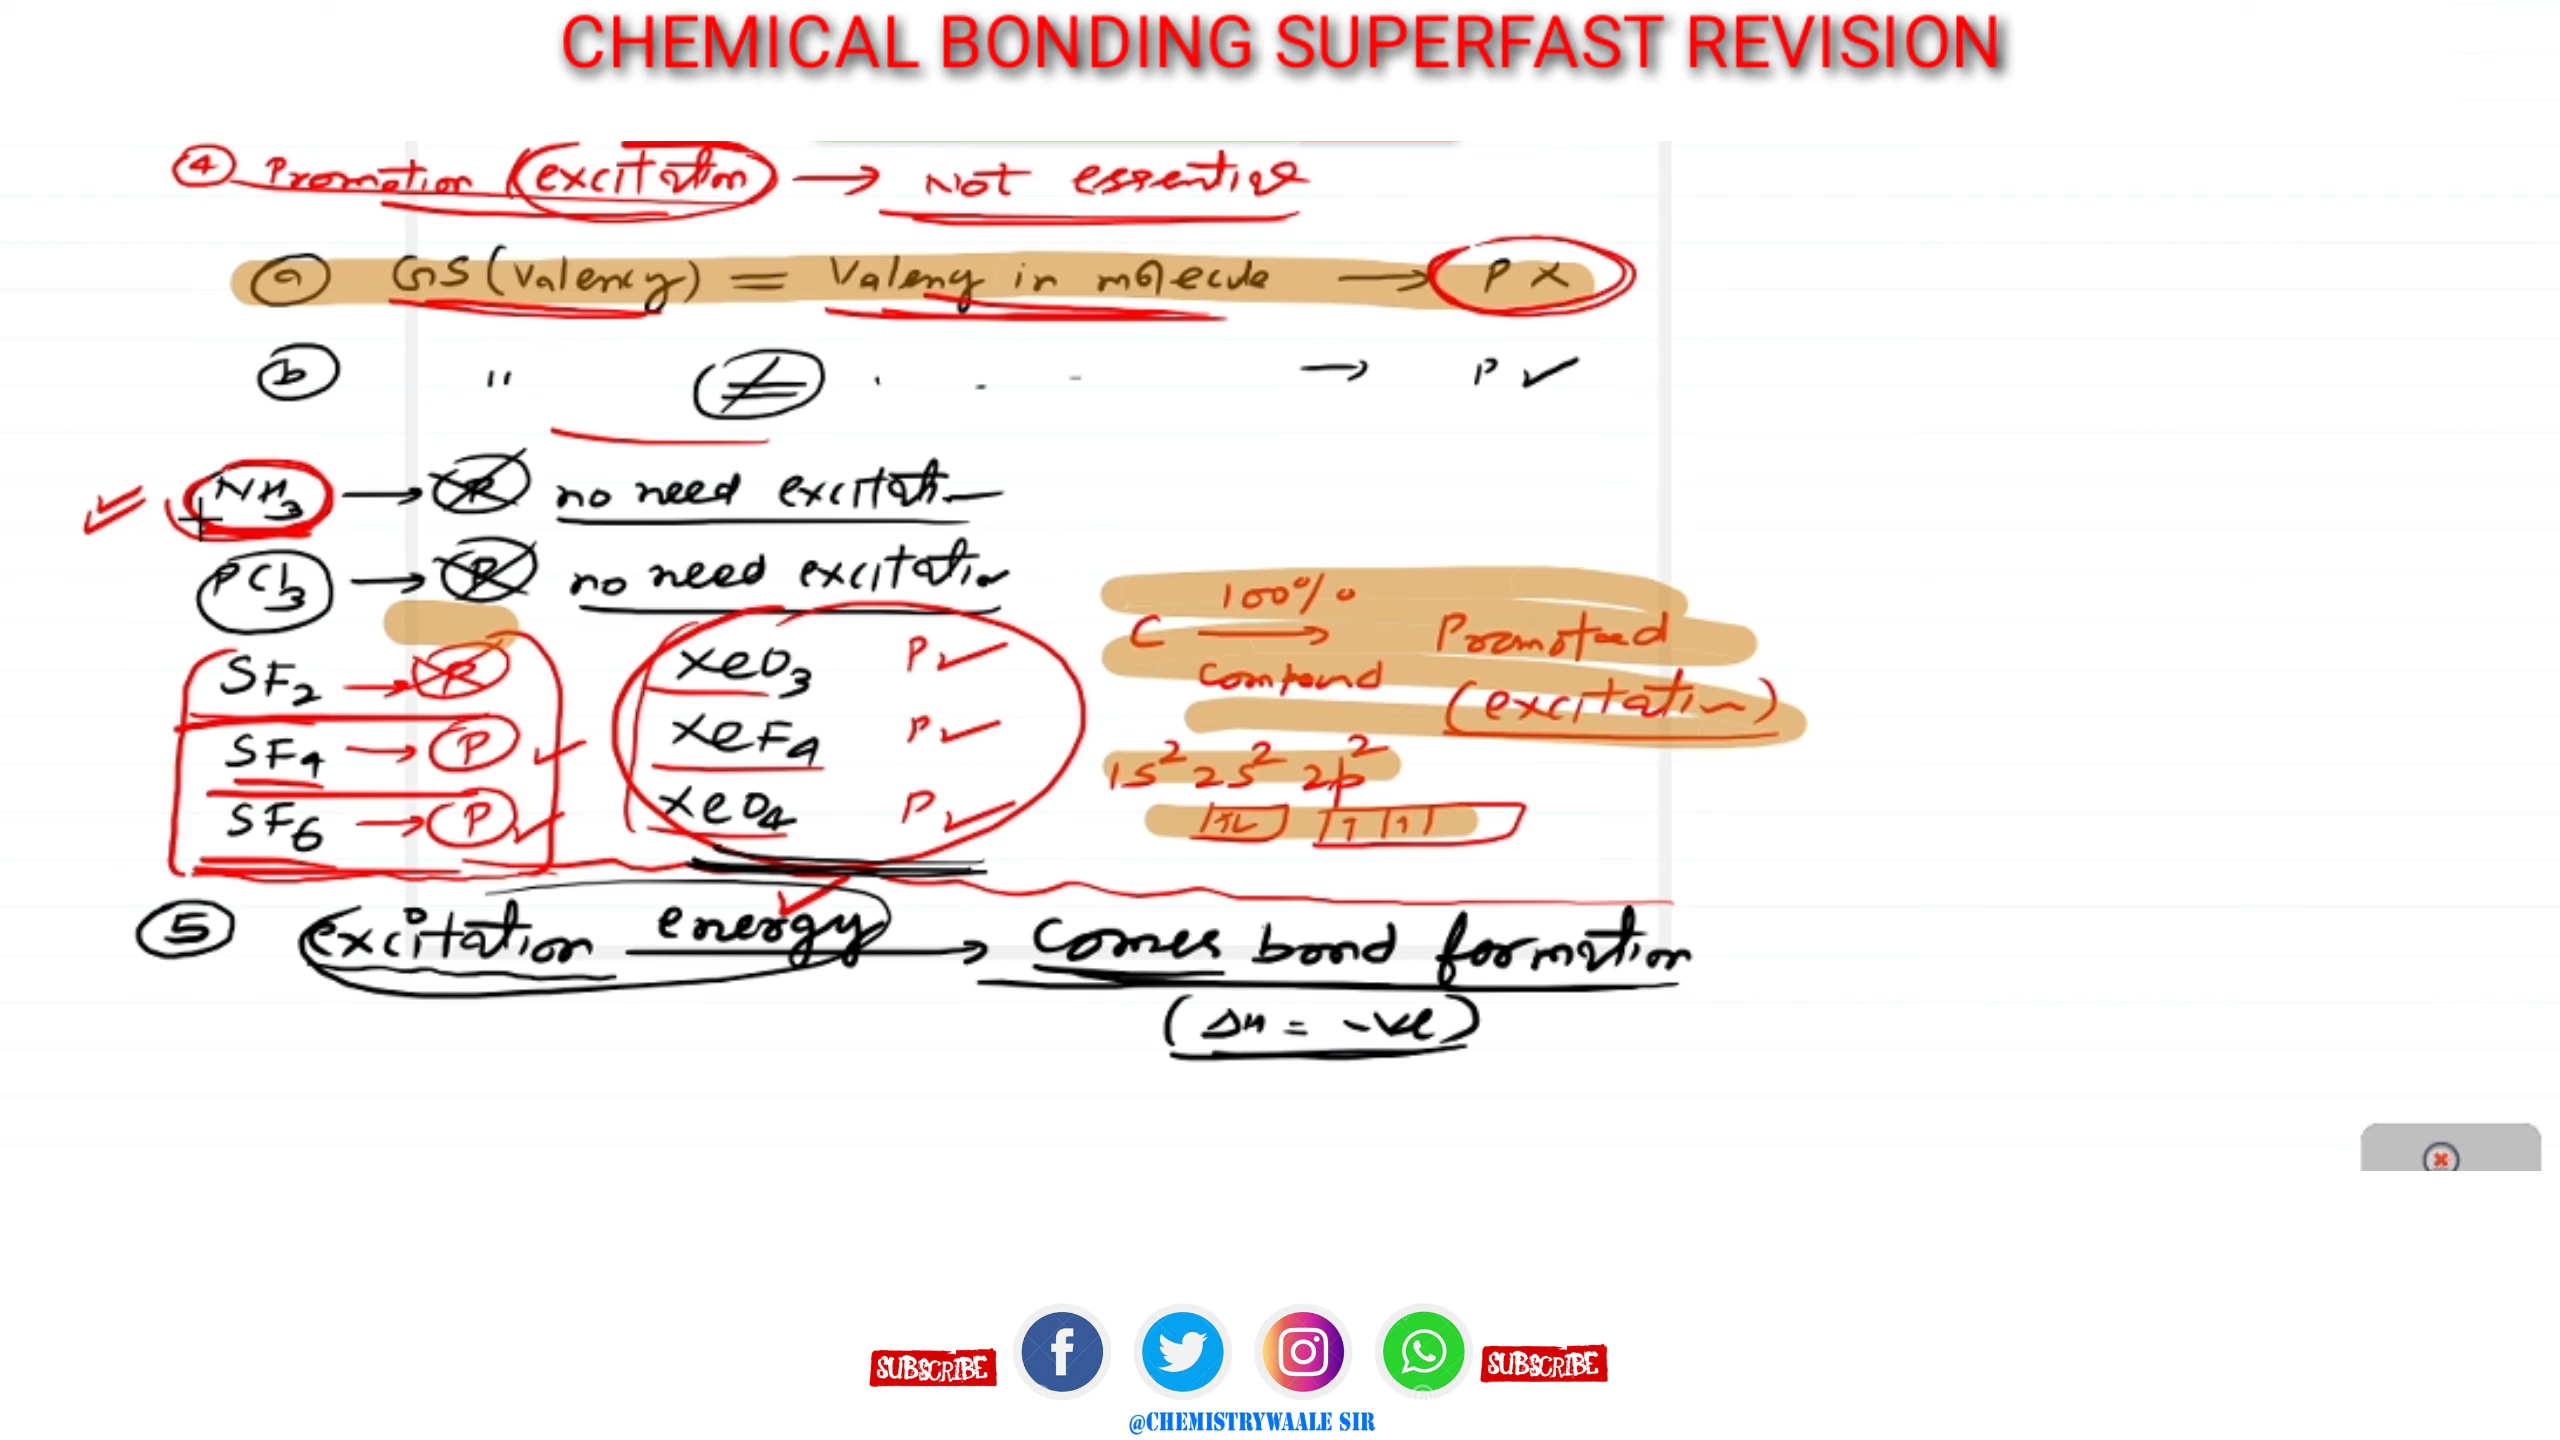 CHEMICAL BONDING SUPERFAST REVISION
④ Promotion (excitation) → Not essential
ⓐ GS (Valency) = Valency in molecule → P ✗
ⓑ " ≠ . . - → P ✓
NH3 → P no need excitation
PCl3 → P no need excitation
SF2 → P
SF4 → P ✓
SF6 → P ✓
XeO3 P ✓
XeF4 P ✓
XeO4 P ✓
100%
C → Promoteed
Compound (excitation)
1s² 2s² 2p²
⑤ excitation energy → comes bond formation
(ΔH = -ve)
SUBSCRIBE f SUBSCRIBE
@CHEMISTRYWAALE SIR